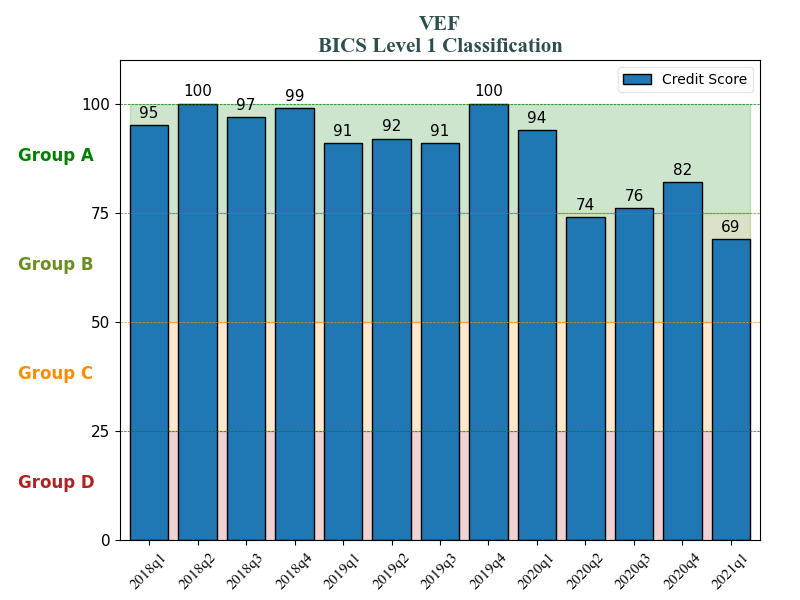 VEF
BICS Level 1 Classification
Credit Score
100
75
50
25
0
Group A
Group B
Group C
Group D
95
100
97
99
91
92
91
100
94
74
76
82
69
2018q1
2018q2
2018q3
2018q4
2019q1
2019q2
2019q3
2019q4
2020q1
2020q2
2020q3
2020q4
2021q1